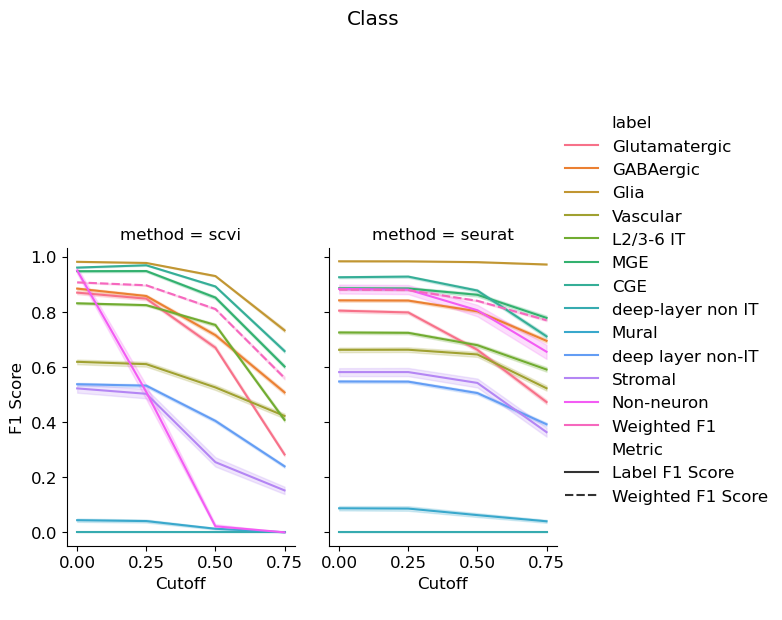 Class
method = scvi
method = seurat
F1 Score
1.0
0.8
0.6
0.4
0.2
0.0
0.00 0.25 0.50 0.75
0.00 0.25 0.50 0.75
Cutoff
Cutoff
label
Glutamatergic
GABAergic
Glia
Vascular
L2/3-6 IT
MGE
CGE
deep-layer non IT
Mural
deep layer non-IT
Stromal
Non-neuron
Weighted F1
Metric
Label F1 Score
Weighted F1 Score